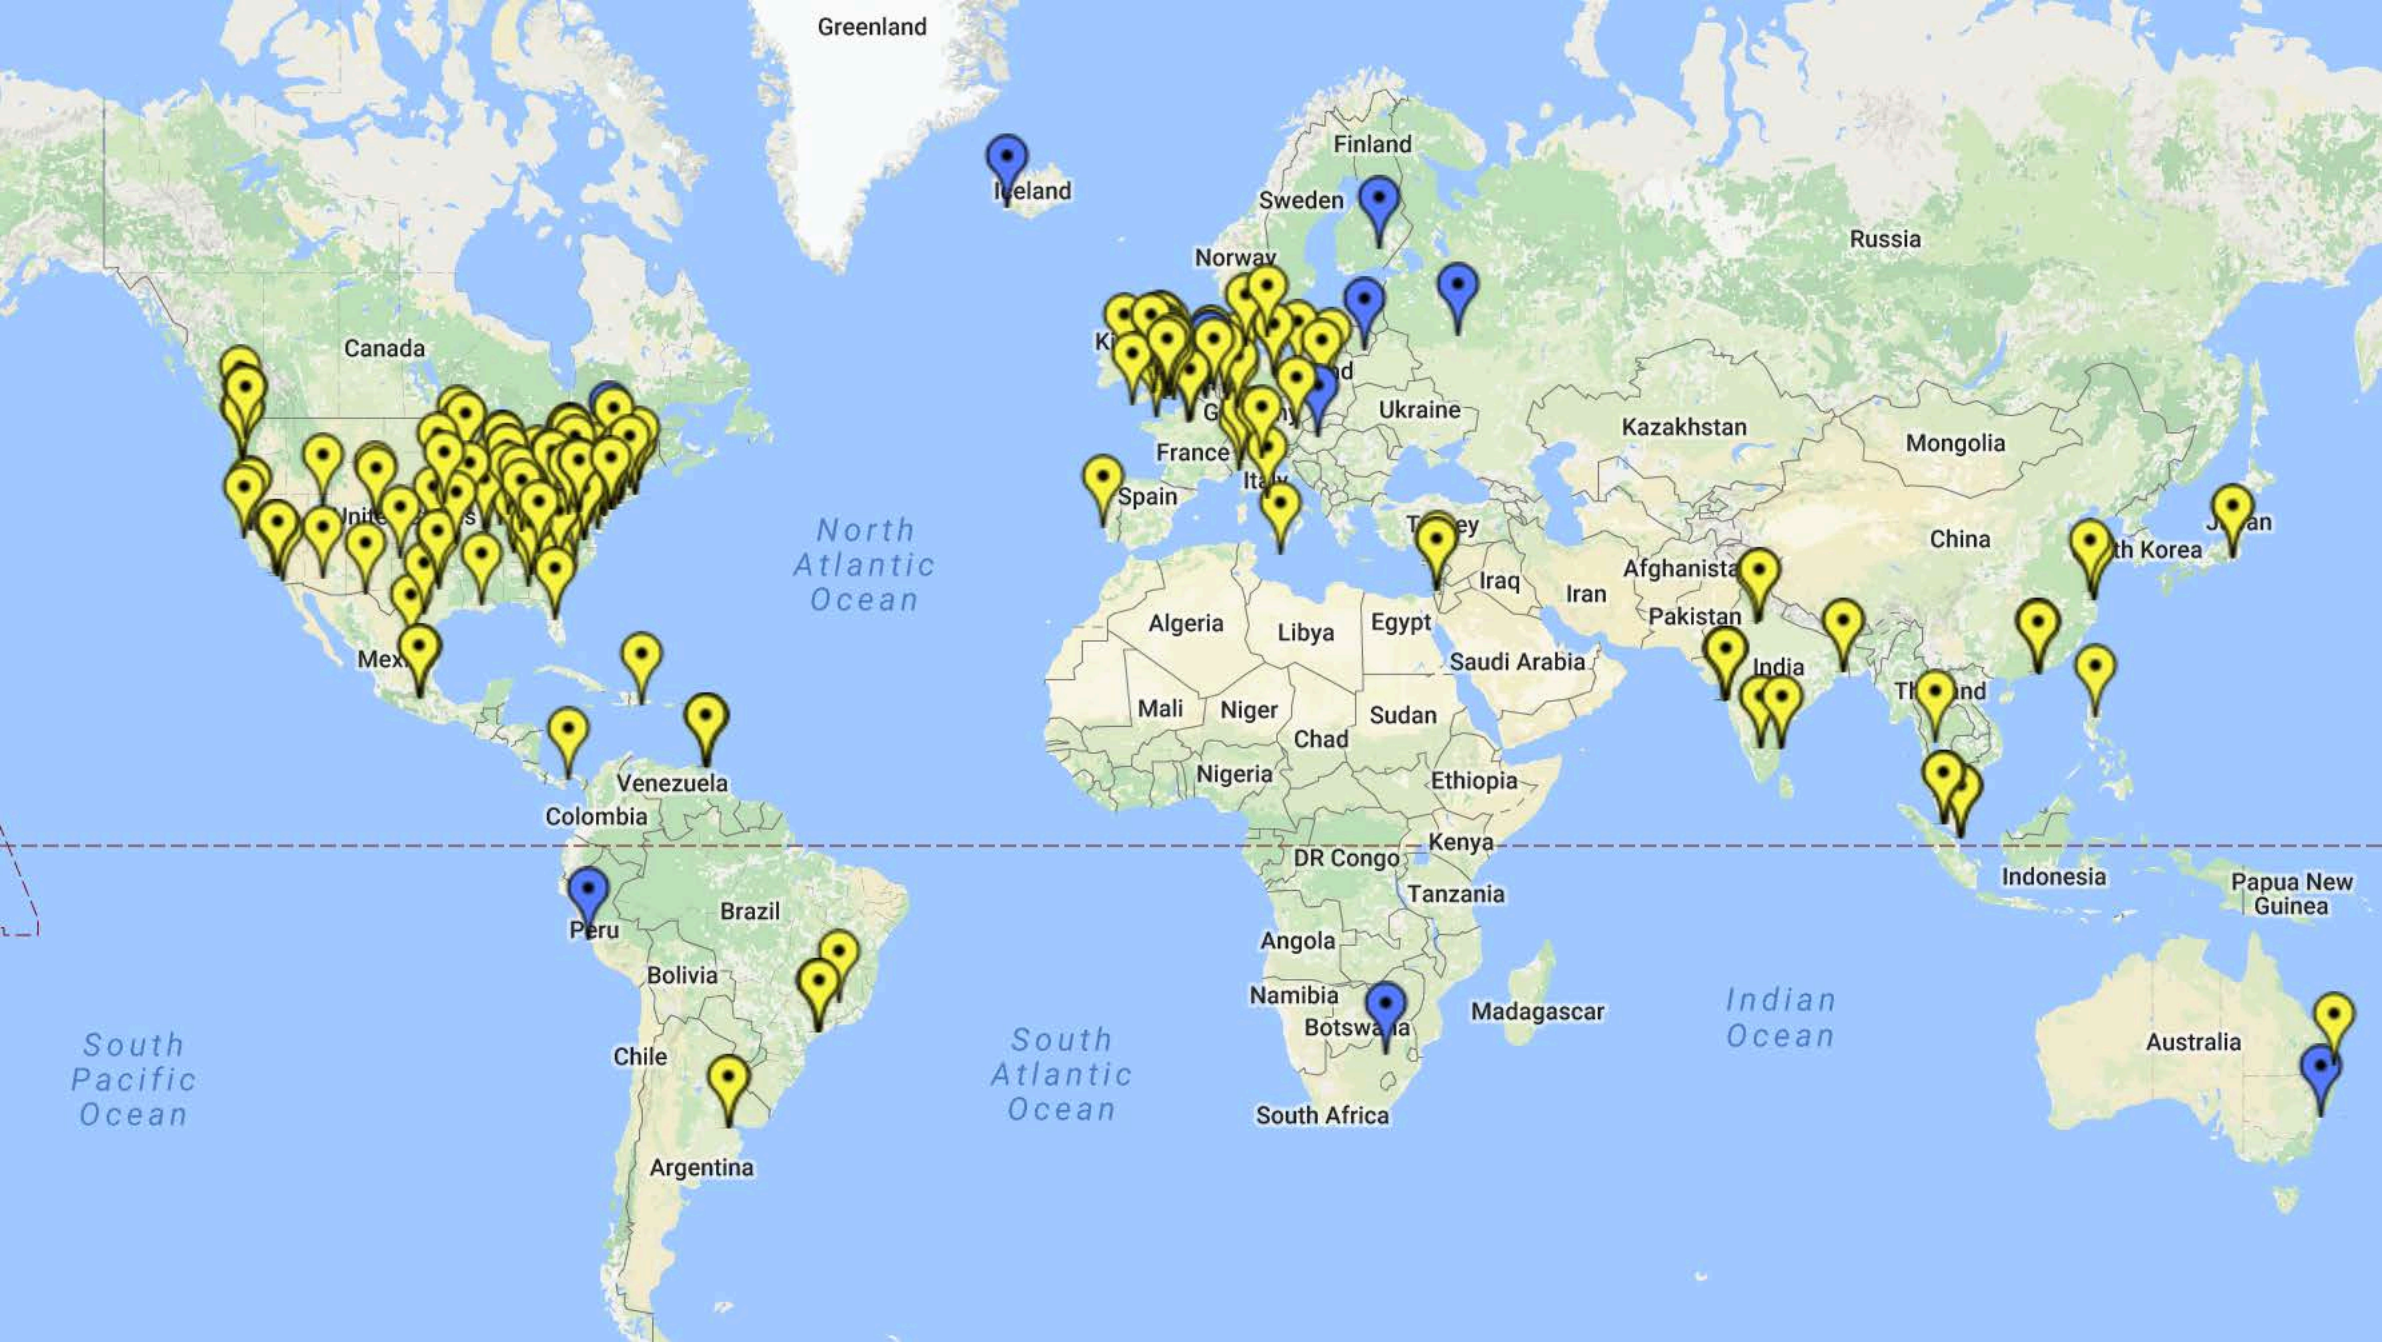 Greenland
Finland
Iceland
Sweden
Russia
Norway
Canada
Ukraine
Kazakhstan
Mongolia
France
Spain
North
Atlantic
Ocean
China
Iraq
Iran
Pakistan
Algeria
Libya
Egypt
Saudi Arabia
India
Mali
Niger
Sudan
Chad
Nigeria
Ethiopia
Venezuela
Colombia
Kenya
DR Congo
Tanzania
Indonesia
Papua New
Guinea
Brazil
Peru
Angola
Bolivia
Namibia
Madagascar
Indian
Ocean
Australia
South
Pacific
Ocean
Chile
South
Atlantic
Ocean
South Africa
Argentina